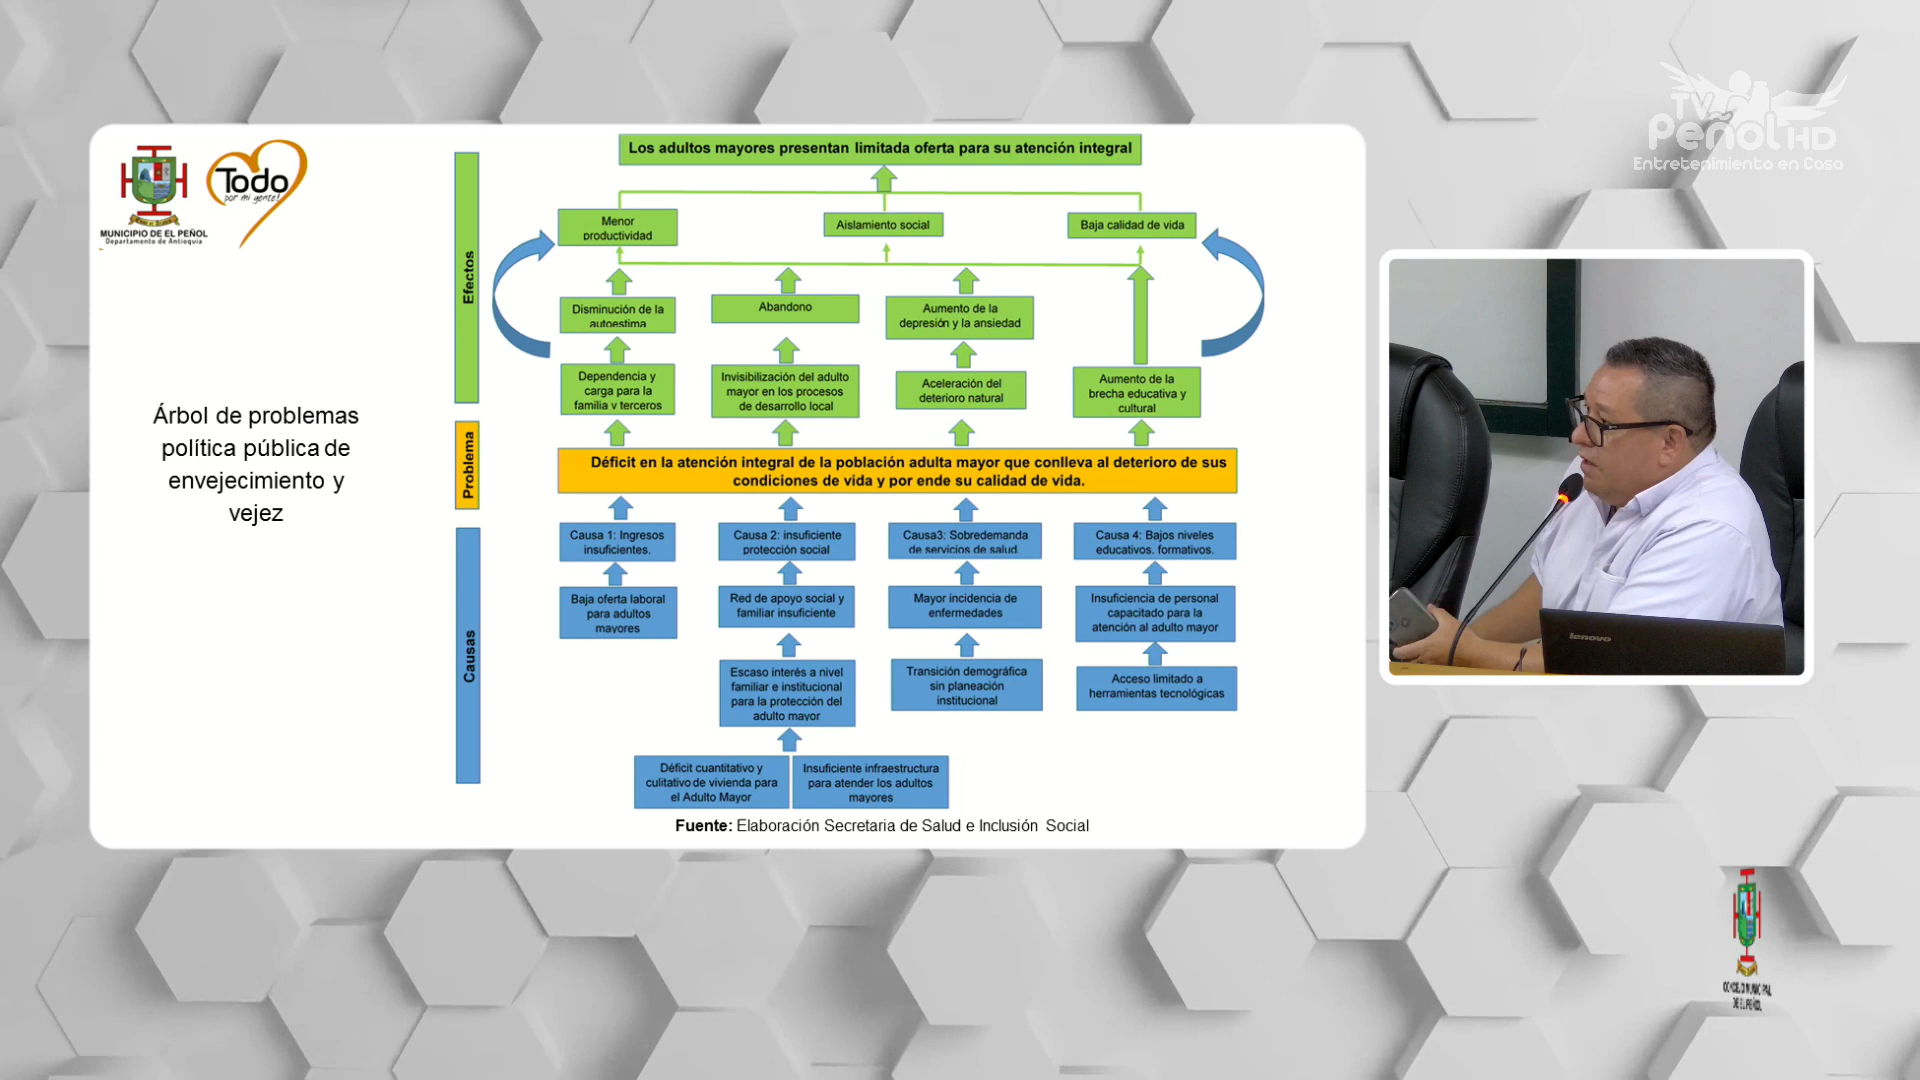 TV
Peñol HD
Entretenimiento en Casa
Todo
por mi gente!
MUNICIPIO DE EL PEÑOL
Departamento de Antioquia
Árbol de problemas
política pública de
envejecimiento y
vejez
Efectos
Los adultos mayores presentan limitada oferta para su atención integral
Menor
productividad
Aislamiento social
Baja calidad de vida
Disminución de la
autoestima
Abandono
Aumento de la
depresión y la ansiedad
Dependencia y
carga para la
familia y terceros
Invisibilización del adulto
mayor en los procesos
de desarrollo local
Aceleración del
deterioro natural
Aumento de la
brecha educativa y
cultural
Problema
Déficit en la atención integral de la población adulta mayor que conlleva al deterioro de sus
condiciones de vida y por ende su calidad de vida.
Causas
Causa 1: Ingresos
insuficientes.
Causa 2: insuficiente
protección social
Causa3: Sobredemanda
de servicios de salud.
Causa 4: Bajos niveles
educativos. formativos.
Baja oferta laboral
para adultos
mayores
Red de apoyo social y
familiar insuficiente
Mayor incidencia de
enfermedades
Insuficiencia de personal
capacitado para la
atención al adulto mayor
Escaso interés a nivel
familiar e institucional
para la protección del
adulto mayor
Transición demográfica
sin planeación
institucional
Acceso limitado a
herramientas tecnológicas
Déficit cuantitativo y
culitativo de vivienda para
el Adulto Mayor
Insuficiente infraestructura
para atender los adultos
mayores
Fuente: Elaboración Secretaria de Salud e Inclusión Social
lenovo
CONCEJO MUNICIPAL
DE EL PEÑOL